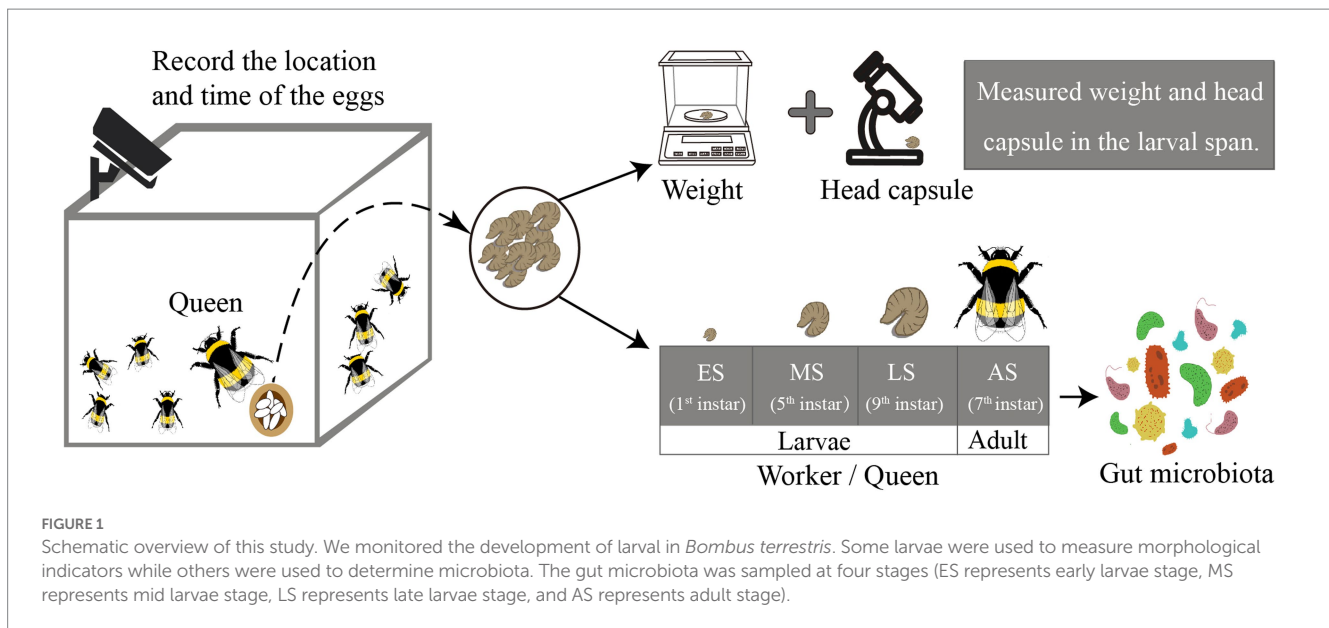 Record the location
and time of the eggs
Queen
Weight
Head capsule
Measured weight and head
capsule in the larval span.
ES
(1st instar)
MS
(5th instar)
LS
(9th instar)
AS
(7th instar)
Larvae
Adult
Worker / Queen
Gut microbiota
FIGURE 1
Schematic overview of this study. We monitored the development of larval in Bombus terrestris. Some larvae were used to measure morphological
indicators while others were used to determine microbiota. The gut microbiota was sampled at four stages (ES represents early larvae stage, MS
represents mid larvae stage, LS represents late larvae stage, and AS represents adult stage).